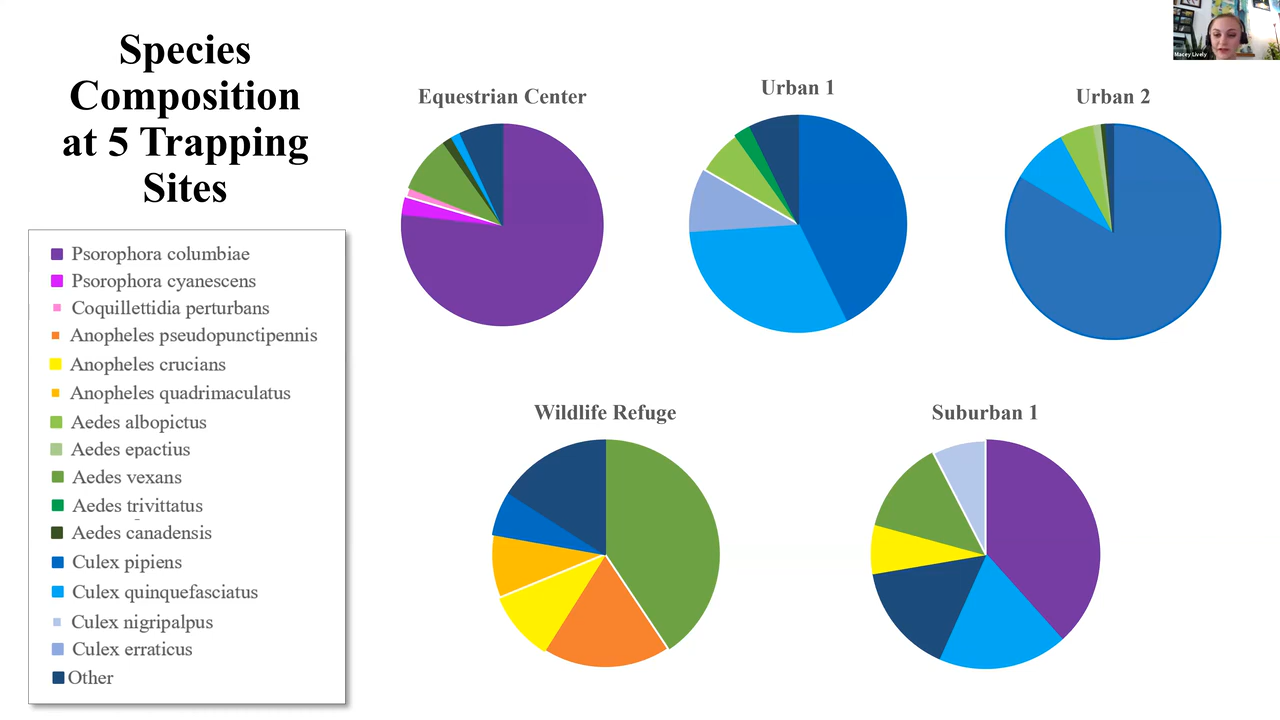 Species
Composition
at 5 Trapping
Sites
Psorophora columbiae
Psorophora cyanescens
Coquillettidia perturbans
Anopheles pseudopunctipennis
Anopheles crucians
Anopheles quadrimaculatus
Aedes albopictus
Aedes epactius
Aedes vexans
Aedes trivittatus
Aedes canadensis
Culex pipiens
Culex quinquefasciatus
Culex nigripalpus
Culex erraticus
Other
Equestrian Center
Urban 1
Urban 2
Wildlife Refuge
Suburban 1
Macey Lively